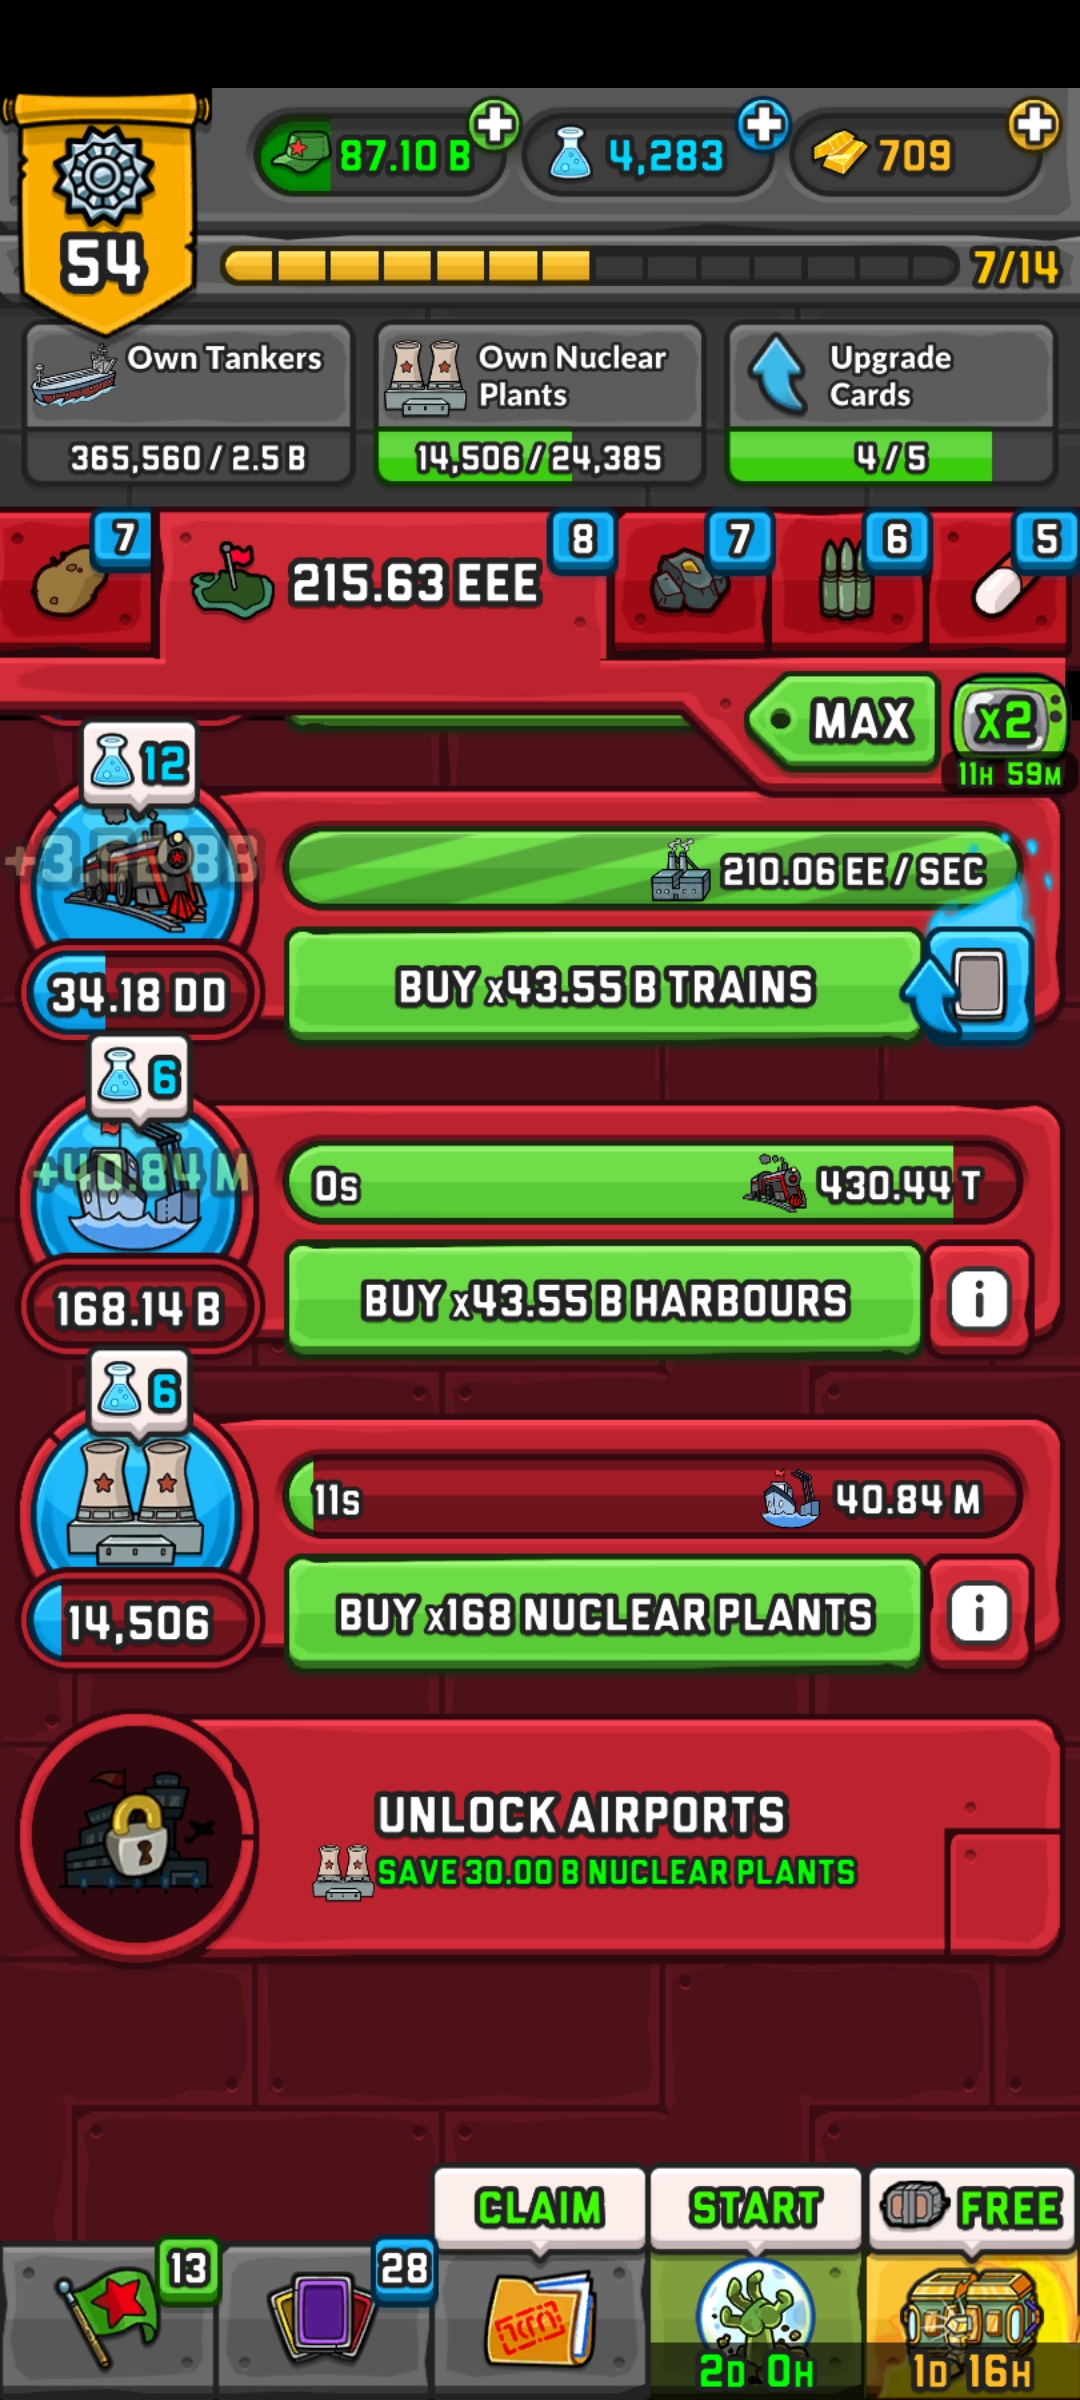 54
87.10 B
4,283
709
7/14
Own Tankers
365,560 / 2.5 B
Own Nuclear
Plants
14,506 / 24,385
Upgrade
Cards
4 / 5
7
215.63 EEE
8
7
6
5
MAX
x2
11H 59M
12
210.06 EE / SEC
34.18 DD
BUY x43.55 B TRAINS
6
+40.84 M
0s
430.44 T
168.14 B
BUY x43.55 B HARBOURS
i
6
11s
40.84 M
14,506
BUY x168 NUCLEAR PLANTS
i
UNLOCK AIRPORTS
SAVE 30.00 B NUCLEAR PLANTS
CLAIM
START
FREE
13
28
2D 0H
1D 16H